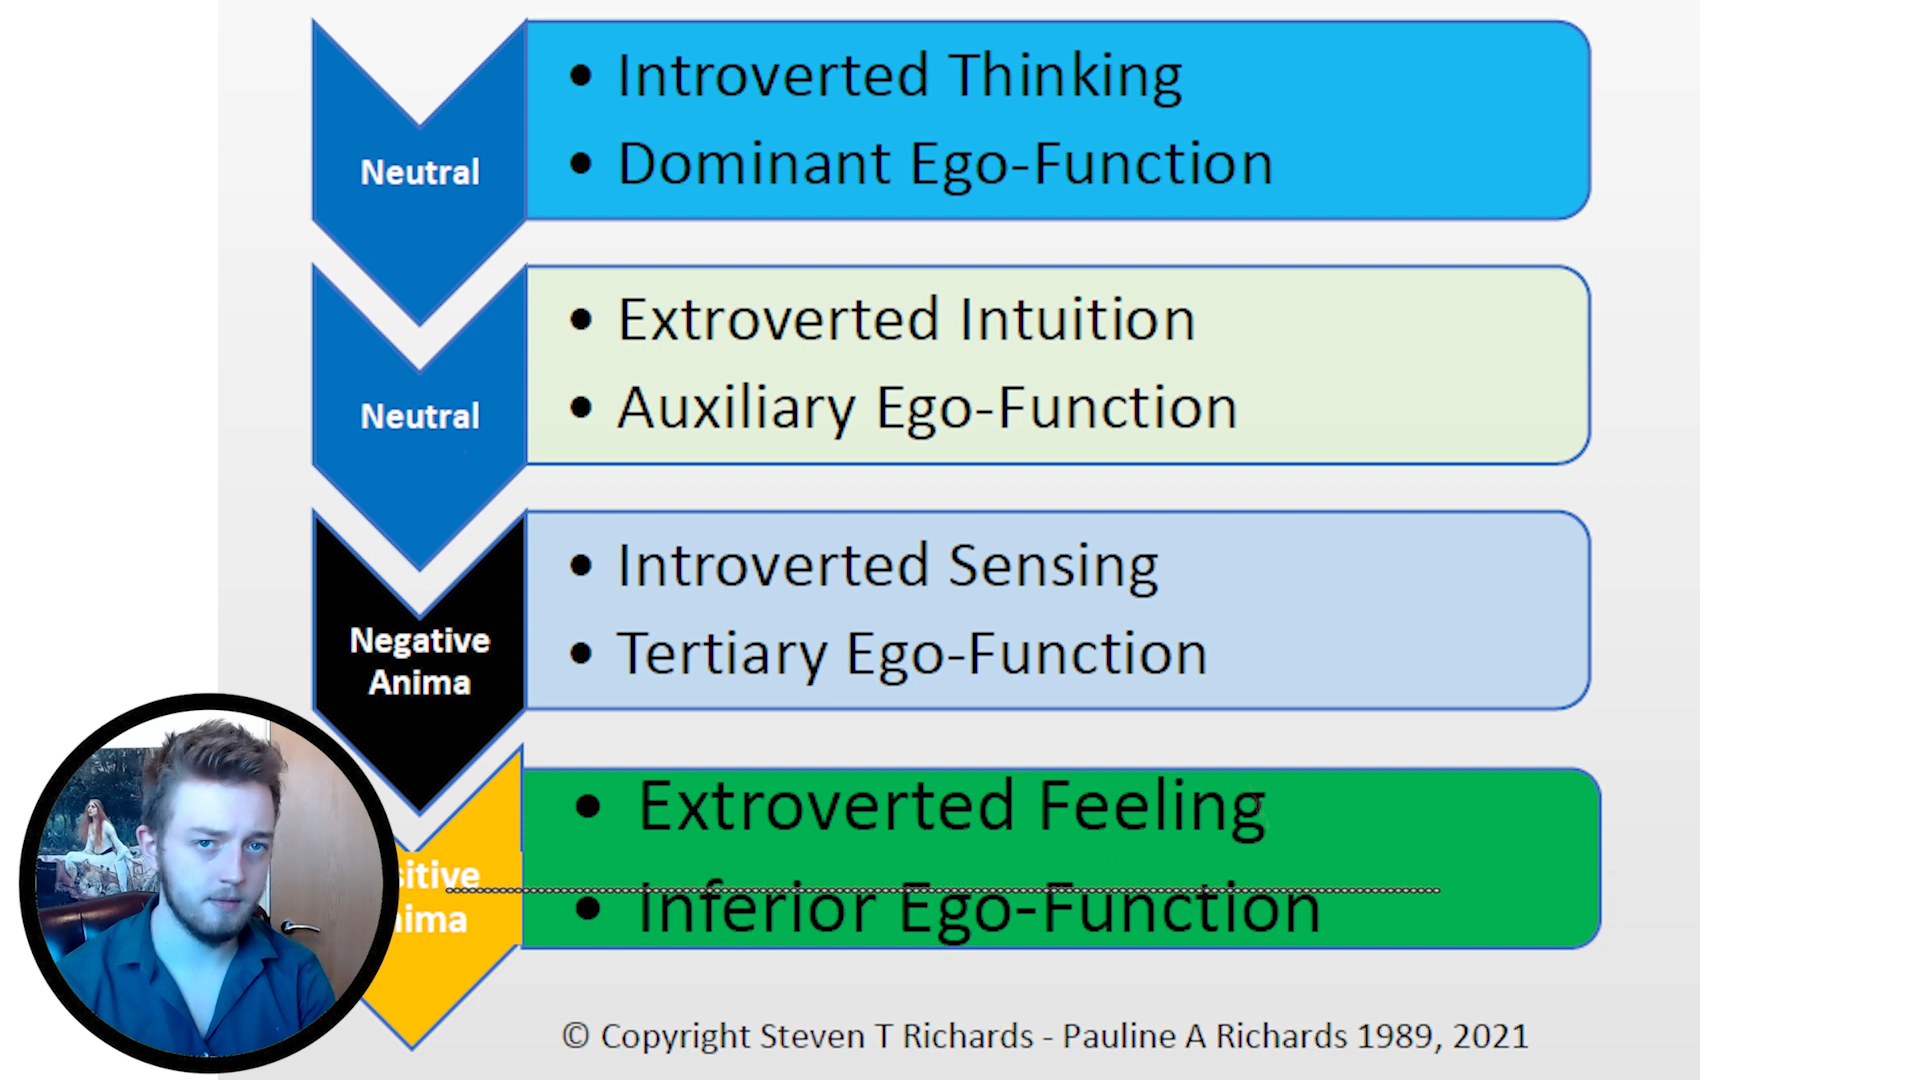 Neutral
• Introverted Thinking
• Dominant Ego-Function
Neutral
• Extroverted Intuition
• Auxiliary Ego-Function
Negative
Anima
• Introverted Sensing
• Tertiary Ego-Function
• Extroverted Feeling
• Inferior Ego-Function
© Copyright Steven T Richards - Pauline A Richards 1989, 2021